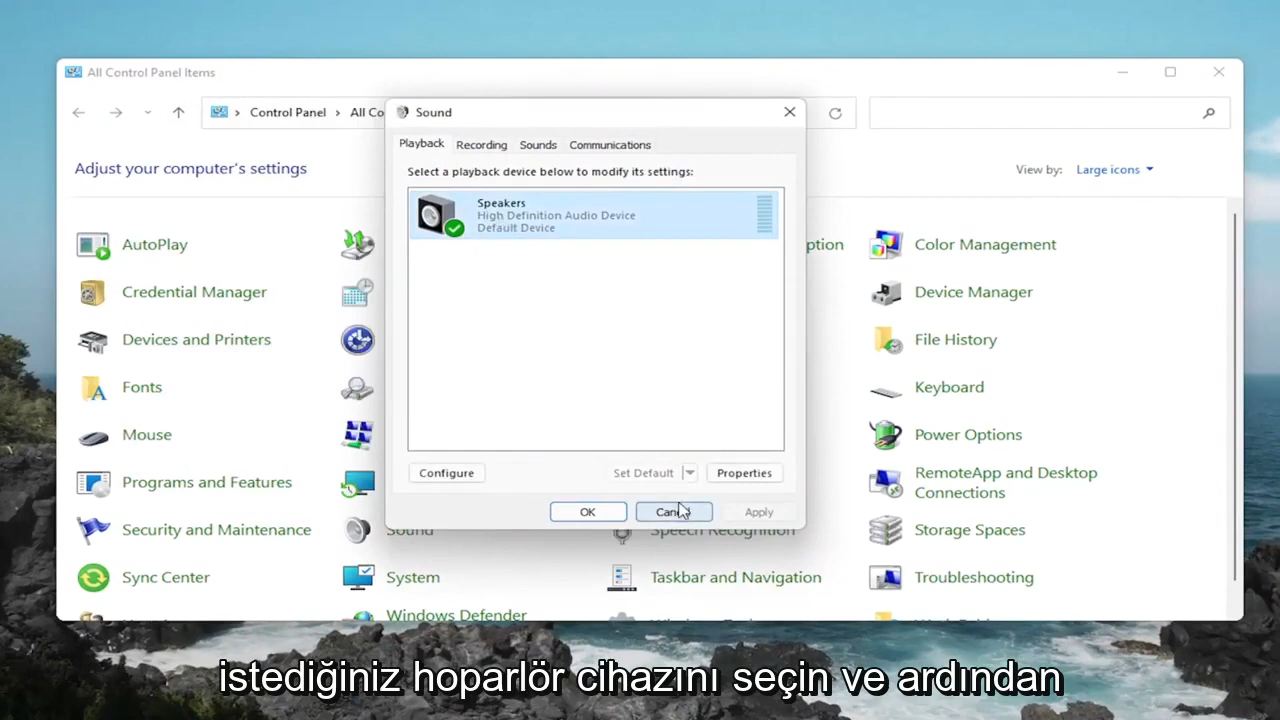 All Control Panel Items
Control Panel › All Co
Adjust your computer's settings
View by: Large icons
Sound
Playback Recording Sounds Communications
Select a playback device below to modify its settings:
Speakers
High Definition Audio Device
Default Device
Configure Set Default Properties
OK Apply
AutoPlay
Color Management
Credential Manager
Device Manager
Devices and Printers
File History
Fonts
Keyboard
Mouse
Power Options
Programs and Features
RemoteApp and Desktop
Connections
Security and Maintenance
Sound
Speech Recognition
Storage Spaces
Sync Center
System
Taskbar and Navigation
Troubleshooting
Windows Defender
istediğiniz hoparlör cihazını seçin ve ardından